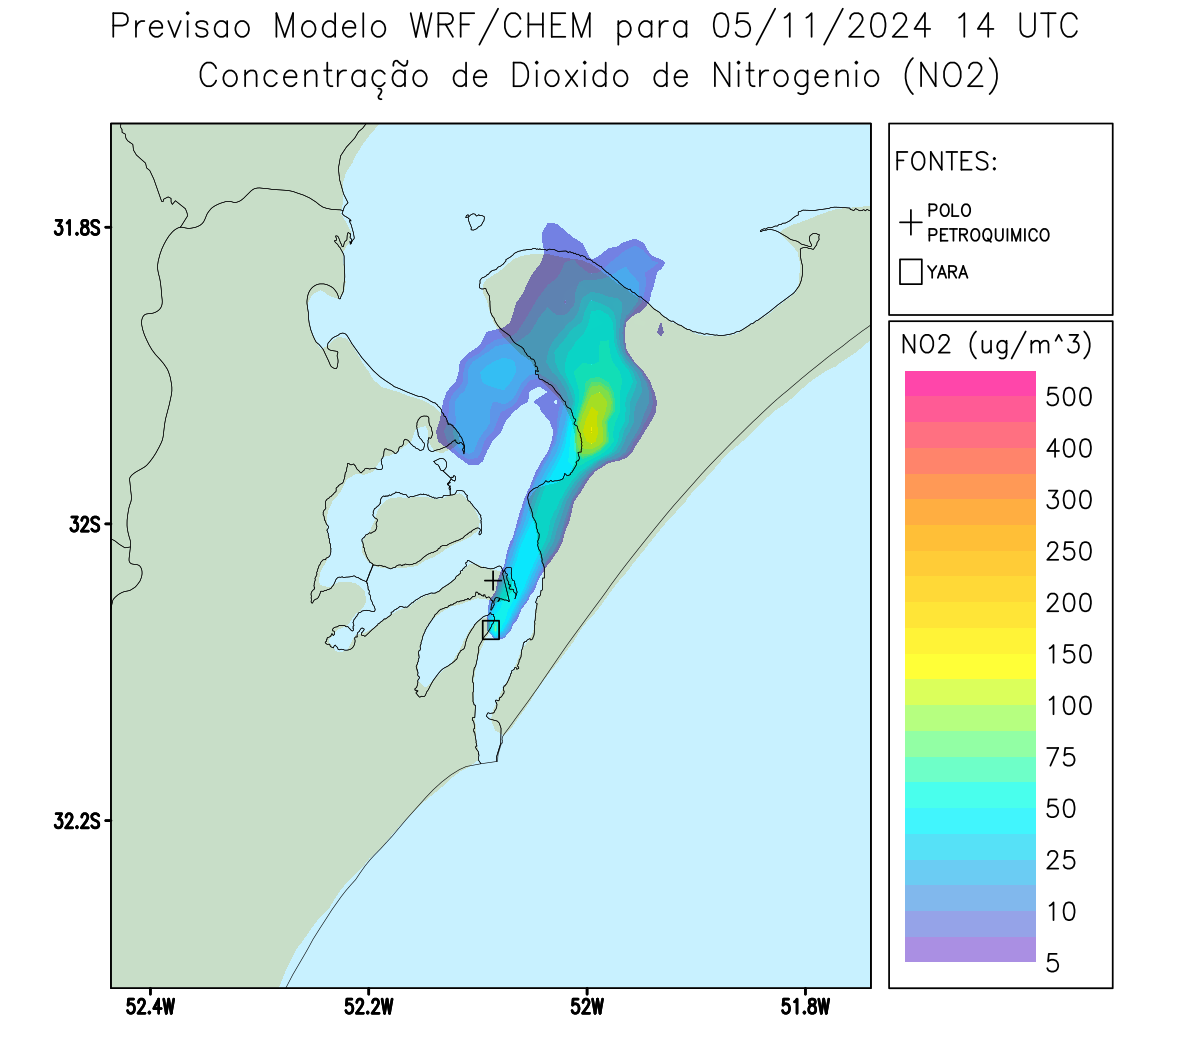 Previsao Modelo WRF/CHEM para 05/11/2024 14 UTC
Concentração de Dioxido de Nitrogenio (NO2)
FONTES:
POLO
PETROQUIMICO
YARA
31.8S
32S
32.2S
52.4W
52.2W
52W
51.8W
NO2 (ug/m^3)
500
400
300
250
200
150
100
75
50
25
10
5